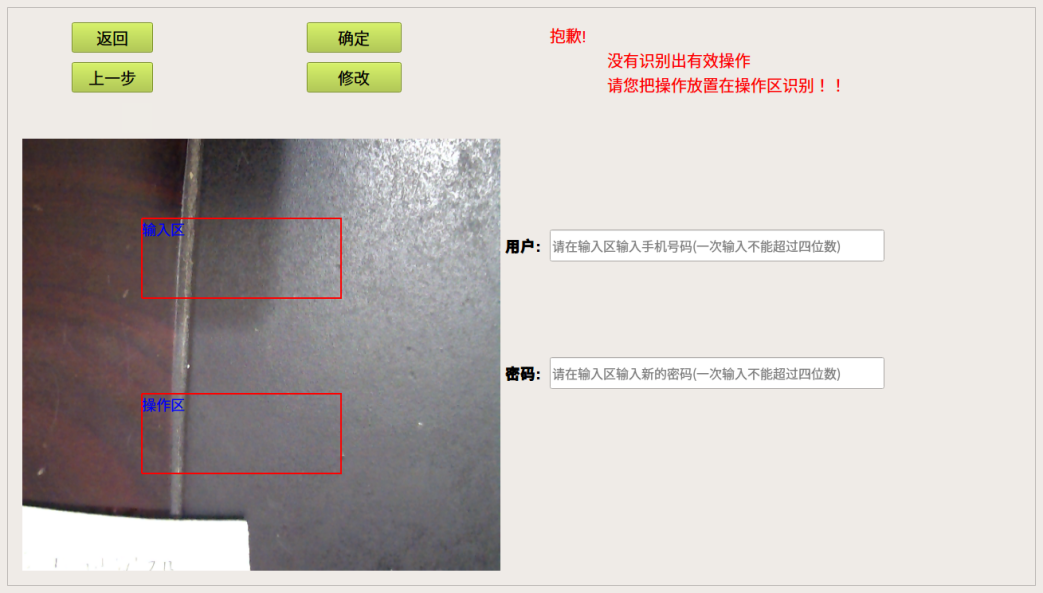 返回
确定
上一步
修改
抱歉!
没有识别出有效操作
请您把操作放置在操作区识别！！
输入区
操作区
用户：
请在输入区输入手机号码(一次输入不能超过四位数)
密码：
请在输入区输入新的密码(一次输入不能超过四位数)